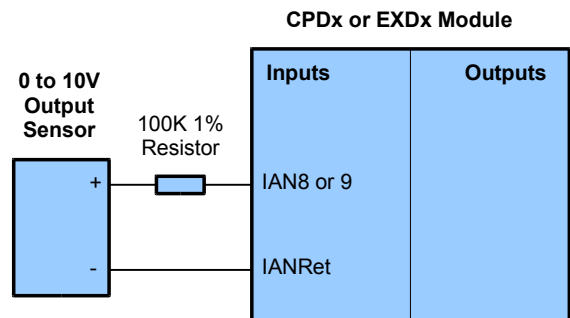 CPDx or EXDx Module
Inputs
Outputs
0 to 10V
Output
Sensor
100K 1%
Resistor
+
IAN8 or 9
-
IANRet